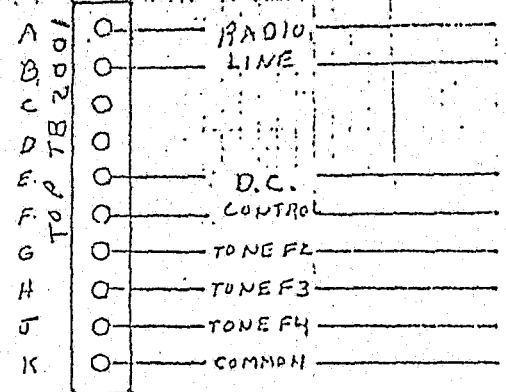 TOP TB 2001
A RADIO
B LINE
C
D
E. D.C.
F. CONTROL
G TONE F2
H TONE F3
J TONE F4
K COMMON